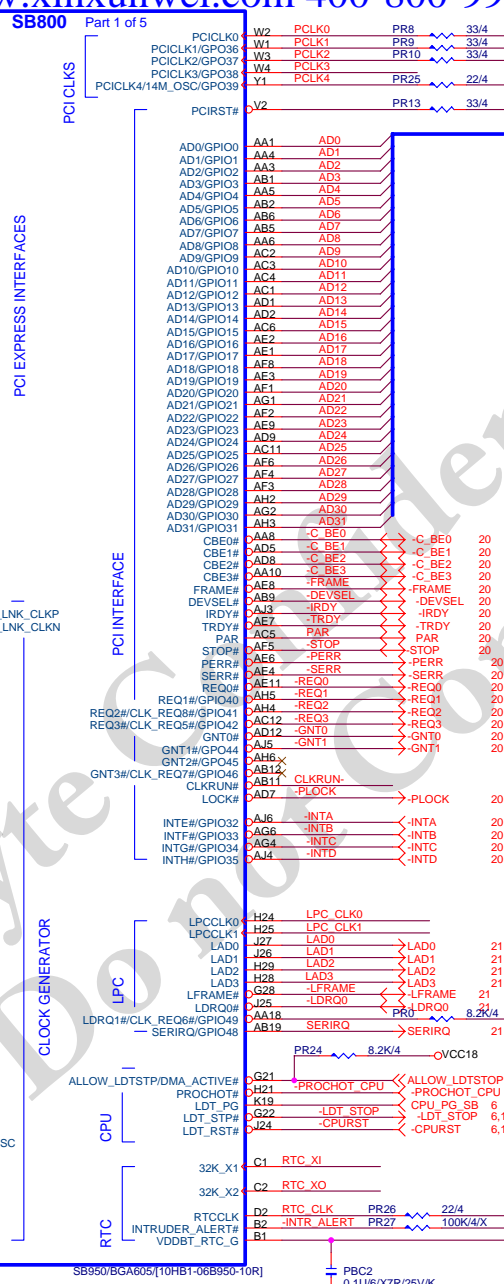 w.xinxunwei.com 400-800-99
SB800 Part 1 of 5
PCI CLKS
PCICLK0 W2 PCLK0 PR8 33/4
PCICLK1/GPO36 W1 PCLK1 PR9 33/4
PCICLK2/GPO37 W3 PCLK2 PR10 33/4
PCICLK3/GPO38 W4 PCLK3
PCICLK4/14M_OSC/GPO39 Y1 PCLK4 PR25 22/4
PCIRST# V2 PR13 33/4
PCI EXPRESS INTERFACES
PCI INTERFACE
AD0/GPIO0 AA1 AD0
AD1/GPIO1 AA4 AD1
AD2/GPIO2 AA3 AD2
AD3/GPIO3 AB1 AD3
AD4/GPIO4 AA5 AD4
AD5/GPIO5 AB2 AD5
AD6/GPIO6 AB6 AD6
AD7/GPIO7 AB5 AD7
AD8/GPIO8 AA6 AD8
AD9/GPIO9 AC2 AD9
AD10/GPIO10 AC3 AD10
AD11/GPIO11 AC4 AD11
AD12/GPIO12 AC1 AD12
AD13/GPIO13 AD1 AD13
AD14/GPIO14 AD2 AD14
AD15/GPIO15 AC6 AD15
AD16/GPIO16 AE2 AD16
AD17/GPIO17 AE1 AD17
AD18/GPIO18 AF8 AD18
AD19/GPIO19 AE3 AD19
AD20/GPIO20 AF1 AD20
AD21/GPIO21 AG1 AD21
AD22/GPIO22 AF2 AD22
AD23/GPIO23 AE9 AD23
AD24/GPIO24 AD9 AD24
AD25/GPIO25 AC11 AD25
AD26/GPIO26 AF6 AD26
AD27/GPIO27 AF4 AD27
AD28/GPIO28 AF3 AD28
AD29/GPIO29 AH2 AD29
AD30/GPIO30 AG2 AD30
AD31/GPIO31 AH3 AD31
CBE0# AA8 -C_BE0 -C_BE0 20
CBE1# AD5 -C_BE1 -C_BE1 20
CBE2# AD8 -C_BE2 -C_BE2 20
CBE3# AA10 -C_BE3 -C_BE3 20
FRAME# AE8 -FRAME -FRAME 20
DEVSEL# AB9 -DEVSEL -DEVSEL 20
IRDY# AJ3 -IRDY -IRDY 20
TRDY# AE7 -TRDY -TRDY 20
PAR AC5 PAR PAR 20
STOP# AF5 -STOP -STOP 20
PERR# AE6 -PERR -PERR 20
SERR# AE4 -SERR -SERR 20
REQ0# AE11 -REQ0 -REQ0 20
REQ1#/GPIO40 AH5 -REQ1 -REQ1 20
REQ2#/CLK_REQ8#/GPIO41 AH4 -REQ2 -REQ2 20
REQ3#/CLK_REQ5#/GPIO42 AC12 -REQ3 -REQ3 20
GNT0# AD12 -GNT0 -GNT0 20
GNT1#/GPO44 AJ5 -GNT1 -GNT1 20
GNT2#/GPO45 AH6
GNT3#/CLK_REQ7#/GPIO46 AB12
CLKRUN# AB11 CLKRUN-
LOCK# AD7 -PLOCK -PLOCK 20
INTE#/GPIO32 AJ6 -INTA -INTA 20
INTF#/GPIO33 AG6 -INTB -INTB 20
INTG#/GPIO34 AG4 -INTC -INTC 20
INTH#/GPIO35 AJ4 -INTD -INTD 20
_LNK_CLKP
_LNK_CLKN
CLOCK GENERATOR
LPC
LPCCLK0 H24 LPC_CLK0
LPCCLK1 H25 LPC_CLK1
LAD0 J27 LAD0 LAD0 21
LAD1 J26 LAD1 LAD1 21
LAD2 H29 LAD2 LAD2 21
LAD3 H28 LAD3 LAD3 21
LFRAME# G28 -LFRAME -LFRAME 21
LDRQ0# J25 -LDRQ0 -LDRQ0 21
LDRQ1#/CLK_REQ6#/GPIO49 AA18 PR0 8.2K/4
SERIRQ/GPIO48 AB19 SERIRQ SERIRQ 21
PR24 8.2K/4 VCC18
CPU
ALLOW_LDTSTP/DMA_ACTIVE# G21 ALLOW_LDTSTOP
PROCHOT# H21 -PROCHOT_CPU -PROCHOT_CPU
LDT_PG K19 CPU_PG_SB 6
LDT_STP# G22 -LDT_STOP -LDT_STOP 6,1
LDT_RST# J24 -CPURST -CPURST 6,1
SC
RTC
32K_X1 C1 RTC_XI
32K_X2 C2 RTC_XO
RTCCLK D2 RTC_CLK PR26 22/4
INTRUDER_ALERT# B2 -INTR_ALERT PR27 100K/4/X
VDDBT_RTC_G B1
SB950/BGA605/[10HB1-06B950-10R]
PBC2
0.1U/6/X7R/25V/K
yte Confiden
Do not Co